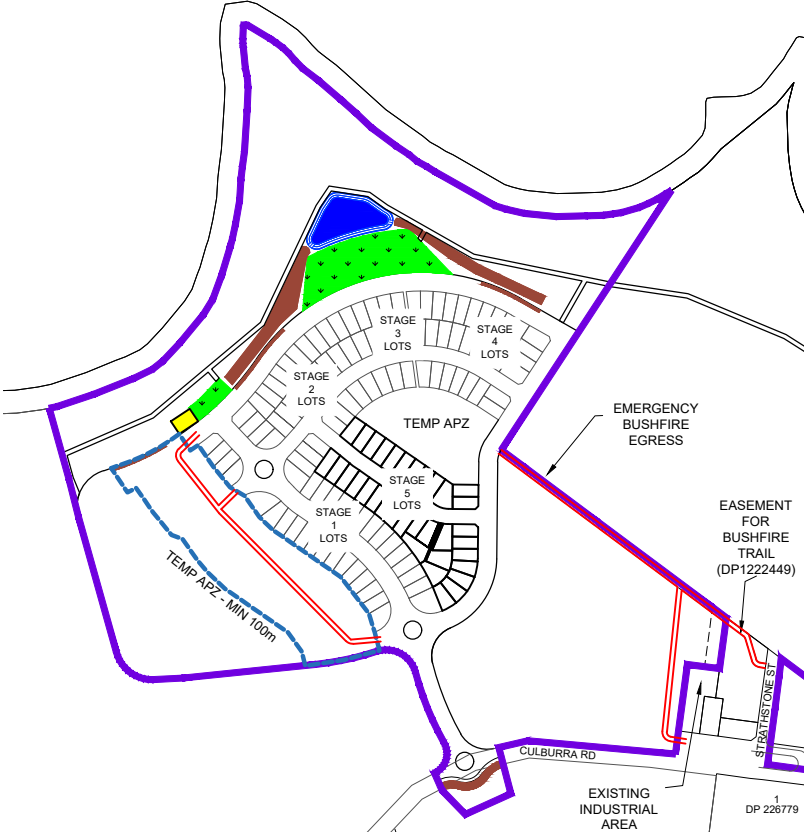 STAGE
3
LOTS
STAGE
4
LOTS
STAGE
2
LOTS
TEMP APZ
EMERGENCY
BUSHFIRE
EGRESS
STAGE
5
LOTS
STAGE
1
LOTS
EASEMENT
FOR
BUSHFIRE
TRAIL
(DP1222449)
TEMP APZ - MIN 100m
STRATHSTONE ST
CULBURRA RD
EXISTING
INDUSTRIAL
AREA
1
DP 226779